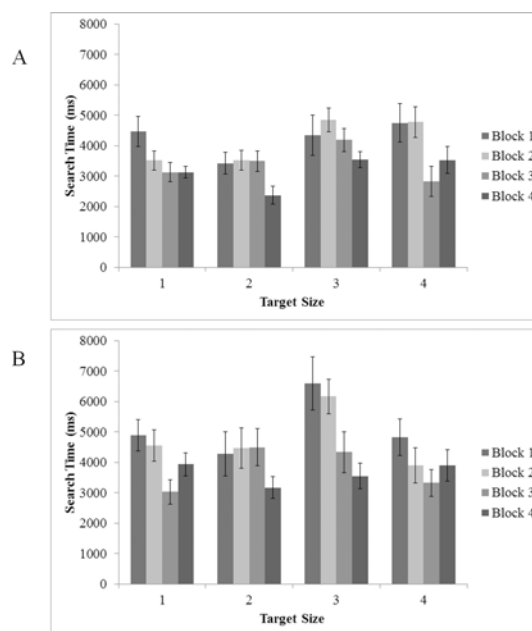 A
8000
7000
6000
5000
4000
3000
2000
1000
0
Search Time (ms)
1 2 3 4
Target Size
Block 1
Block 2
Block 3
Block 4
B
8000
7000
6000
5000
4000
3000
2000
1000
0
Search Time (ms)
1 2 3 4
Target Size
Block 1
Block 2
Block 3
Block 4